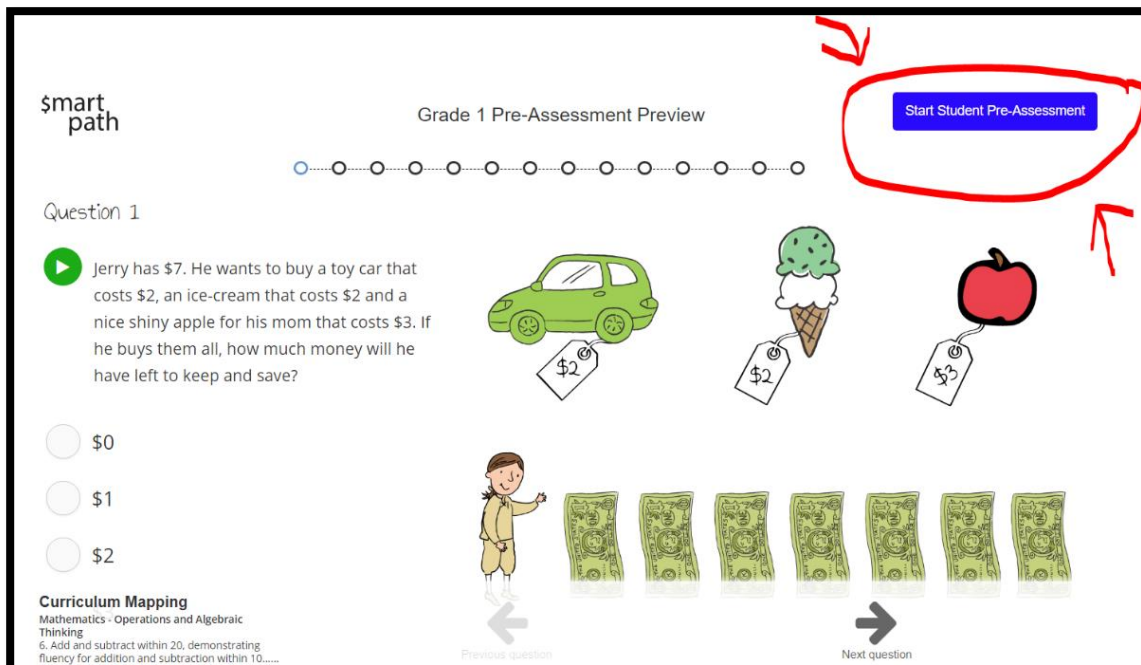 $mart
path
Grade 1 Pre-Assessment Preview
Start Student Pre-Assessment
Question 1
Jerry has $7. He wants to buy a toy car that
costs $2, an ice-cream that costs $2 and a
nice shiny apple for his mom that costs $3. If
he buys them all, how much money will he
have left to keep and save?
$2
$2
$3
$0
$1
$2
Curriculum Mapping
Mathematics - Operations and Algebraic
Thinking
6. Add and subtract within 20, demonstrating
fluency for addition and subtraction within 10......
Previous question
Next question